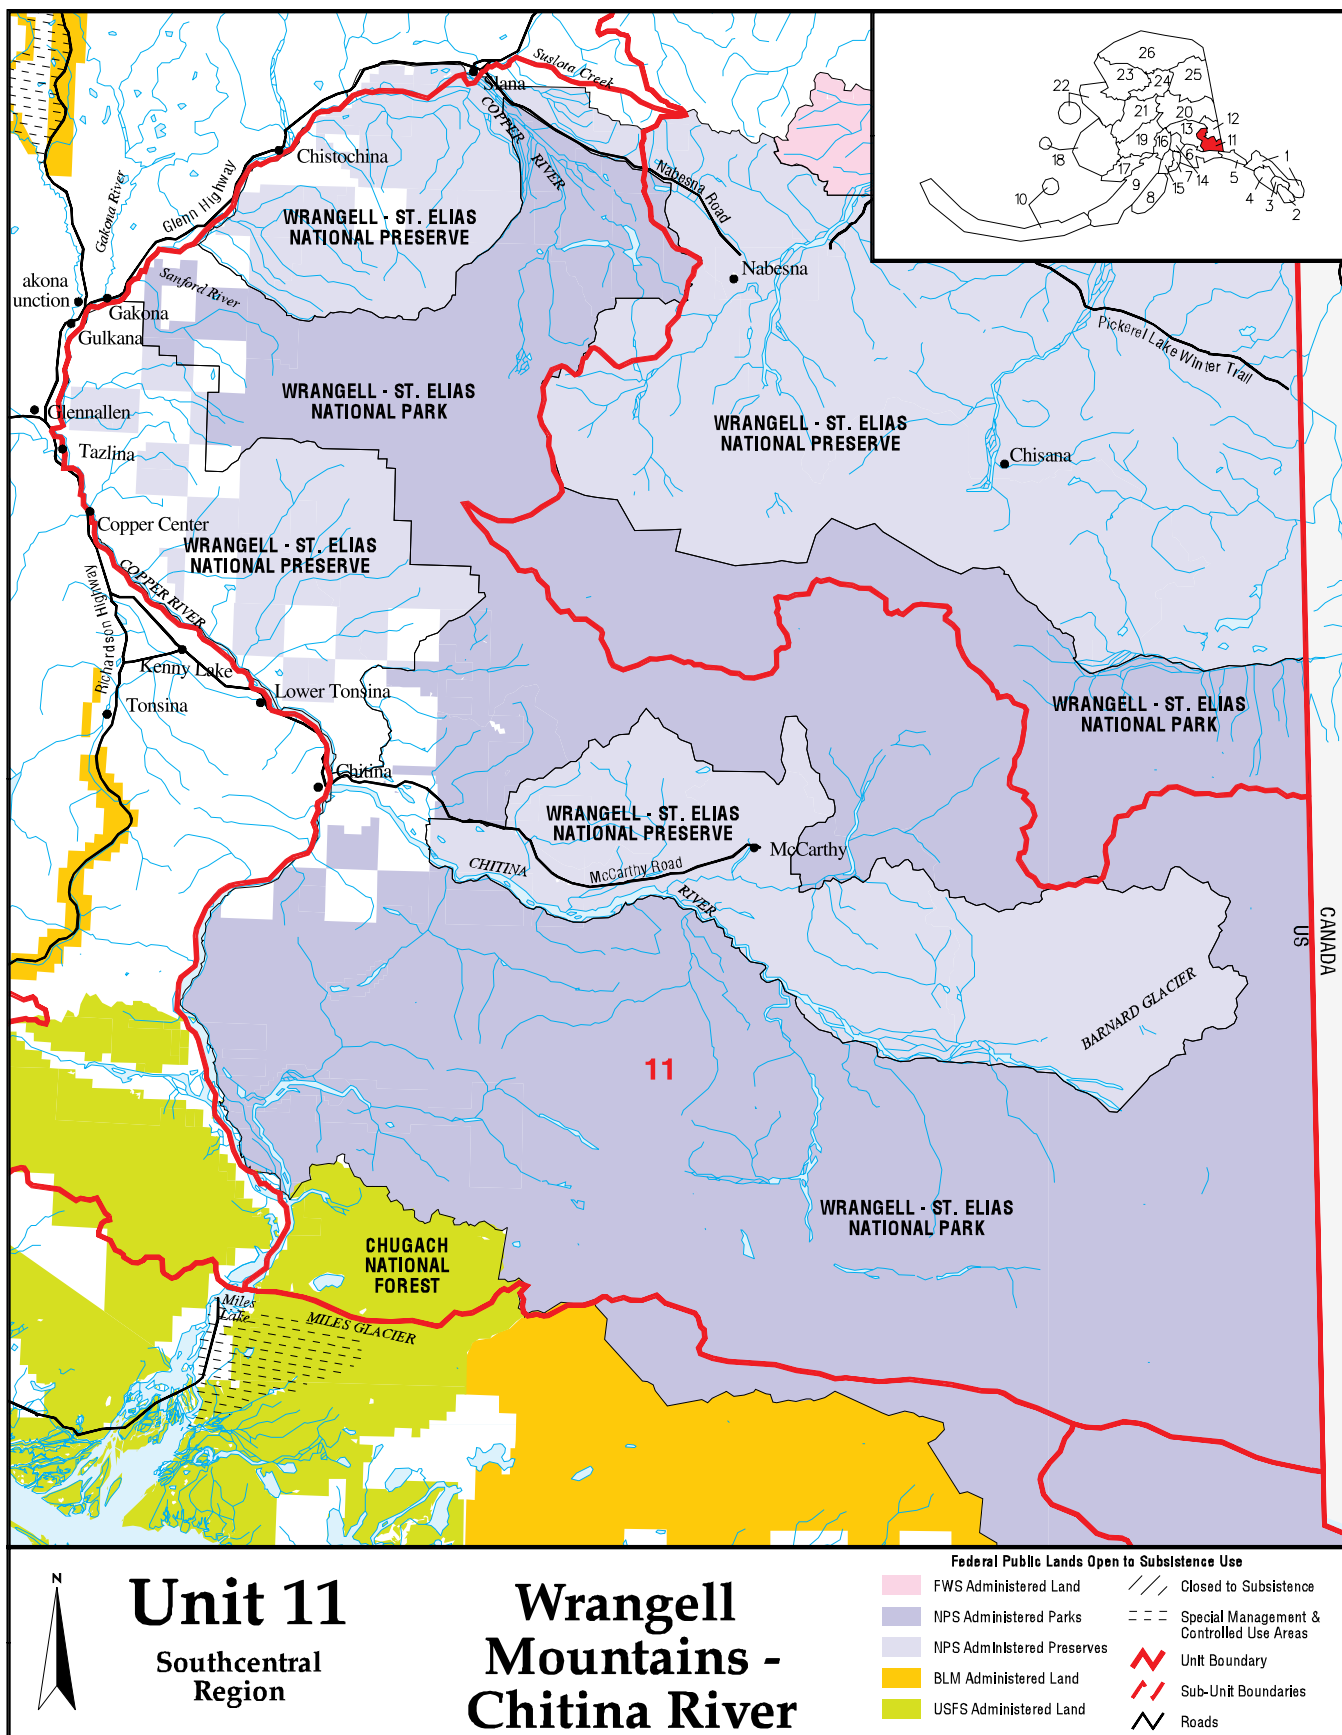 Suslota Creek
Slana
COPPER
RIVER
Chistochina
Nabesna Road
Glenn Highway
Gakona River
WRANGELL - ST. ELIAS
NATIONAL PRESERVE
Sanford River
akona
unction
Gakona
Gulkana
Nabesna
Pickerel Lake Winter Trail
Glennallen
Tazlina
WRANGELL - ST. ELIAS
NATIONAL PARK
WRANGELL - ST. ELIAS
NATIONAL PRESERVE
Chisana
Copper Center
WRANGELL - ST. ELIAS
NATIONAL PRESERVE
COPPER RIVER
Richardson Highway
Kenny Lake
Lower Tonsina
Tonsina
WRANGELL - ST. ELIAS
NATIONAL PARK
Chitina
WRANGELL - ST. ELIAS
NATIONAL PRESERVE
McCarthy
CHITINA
McCarthy Road
RIVER
CANADA
US
BARNARD GLACIER
11
WRANGELL - ST. ELIAS
NATIONAL PARK
CHUGACH
NATIONAL
FOREST
Miles
Lake
MILES GLACIER
26
23
24
25
22
21
20
12
13
11
19
16
18
17
6
7
14
15
5
1
4
3
2
9
8
10
N
Unit 11
Southcentral
Region
Wrangell
Mountains -
Chitina River
Federal Public Lands Open to Subsistence Use
FWS Administered Land
NPS Administered Parks
NPS Administered Preserves
BLM Administered Land
USFS Administered Land
Closed to Subsistence
Special Management &
Controlled Use Areas
Unit Boundary
Sub-Unit Boundaries
Roads